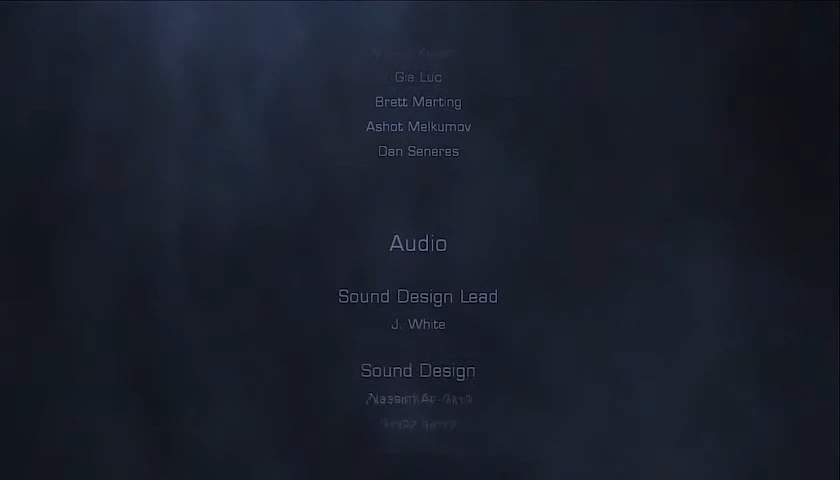 Gia Luc
Brett Marting
Ashot Melkumov
Dan Seneres
Audio
Sound Design Lead
J. White
Sound Design